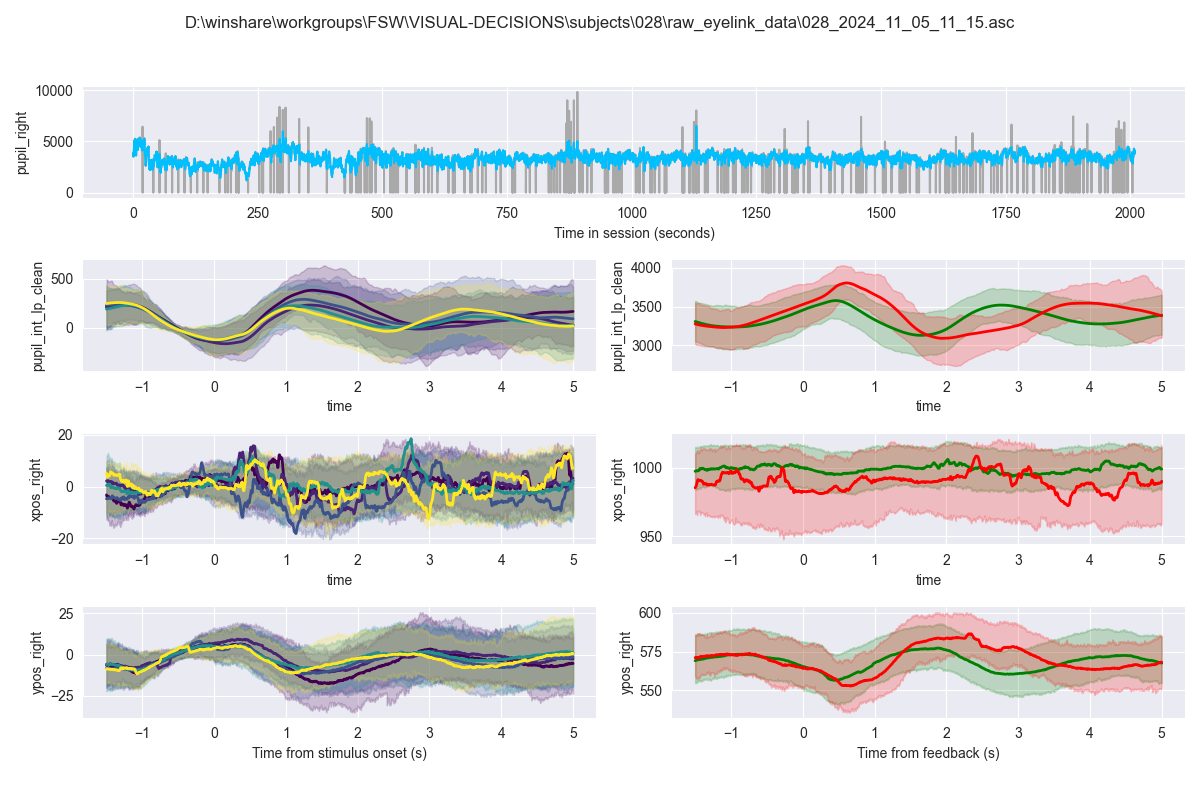 D:\winshare\workgroups\FSW\VISUAL-DECISIONS\subjects\028\raw_eyelink_data\028_2024_11_05_11_15.asc
pupil_right
10000
5000
0
0 250 500 750 1000 1250 1500 1750 2000
Time in session (seconds)
pupil_int_lp_clean
500
0
−1 0 1 2 3 4 5
time
pupil_int_lp_clean
4000
3500
3000
−1 0 1 2 3 4 5
time
xpos_right
20
0
−20
−1 0 1 2 3 4 5
time
xpos_right
1000
950
−1 0 1 2 3 4 5
time
ypos_right
25
0
−25
−1 0 1 2 3 4 5
Time from stimulus onset (s)
ypos_right
600
575
550
−1 0 1 2 3 4 5
Time from feedback (s)